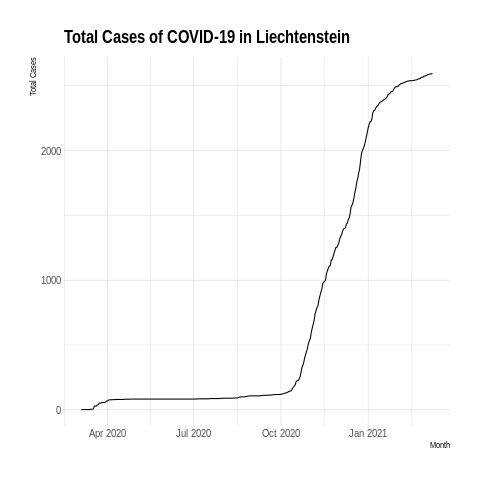 Total Cases of COVID-19 in Liechtenstein
Total Cases
2000
1000
0
Apr 2020
Jul 2020
Oct 2020
Jan 2021
Month